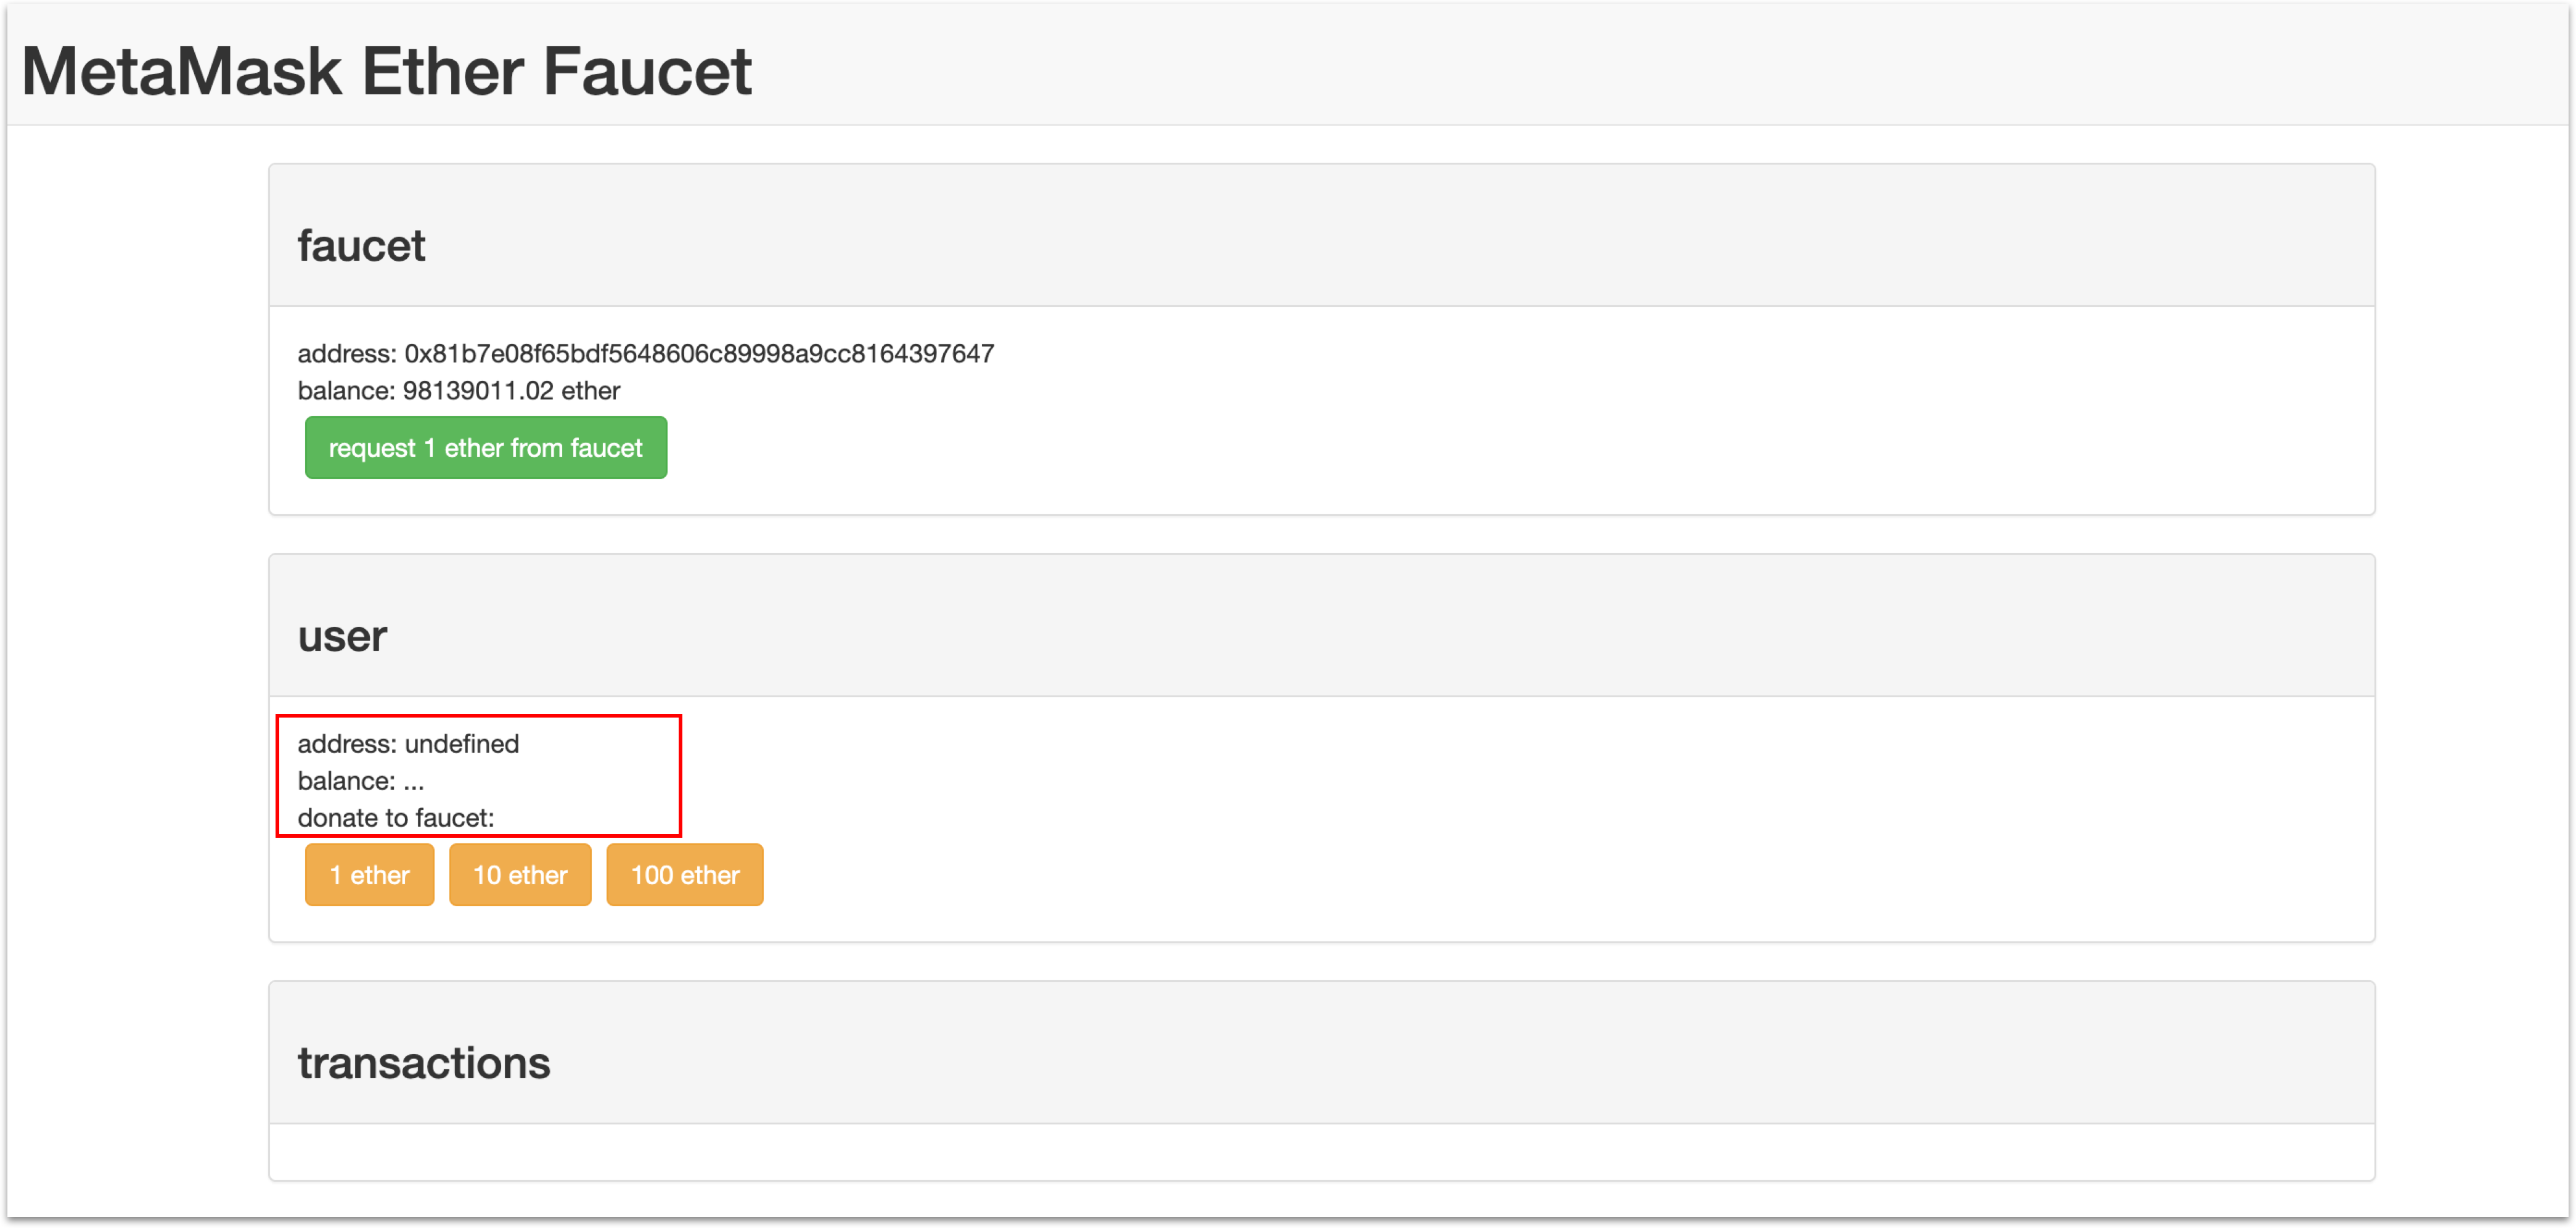 MetaMask Ether Faucet
faucet
address: 0x81b7e08f65bdf5648606c89998a9cc8164397647
balance: 98139011.02 ether
request 1 ether from faucet
user
address: undefined
balance: ...
donate to faucet:
1 ether 10 ether 100 ether
transactions